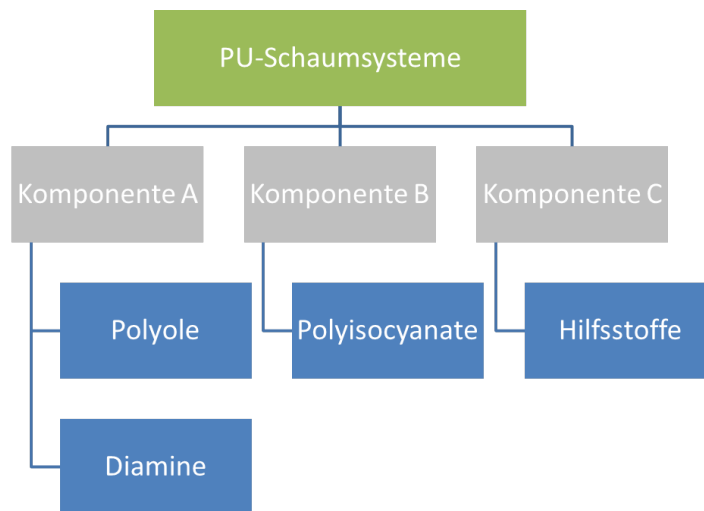 PU-Schaumsysteme
Komponente A
Komponente B
Komponente C
Polyole
Polyisocyanate
Hilfsstoffe
Diamine